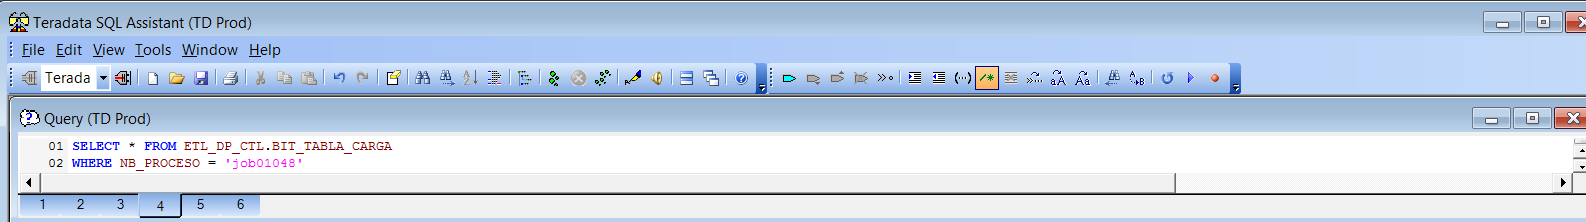 Teradata SQL Assistant (TD Prod)
File Edit View Tools Window Help
Terada
Query (TD Prod)
01 SELECT * FROM ETL_DP_CTL.BIT_TABLA_CARGA
02 WHERE NB_PROCESO = 'job01048'
1 2 3 4 5 6